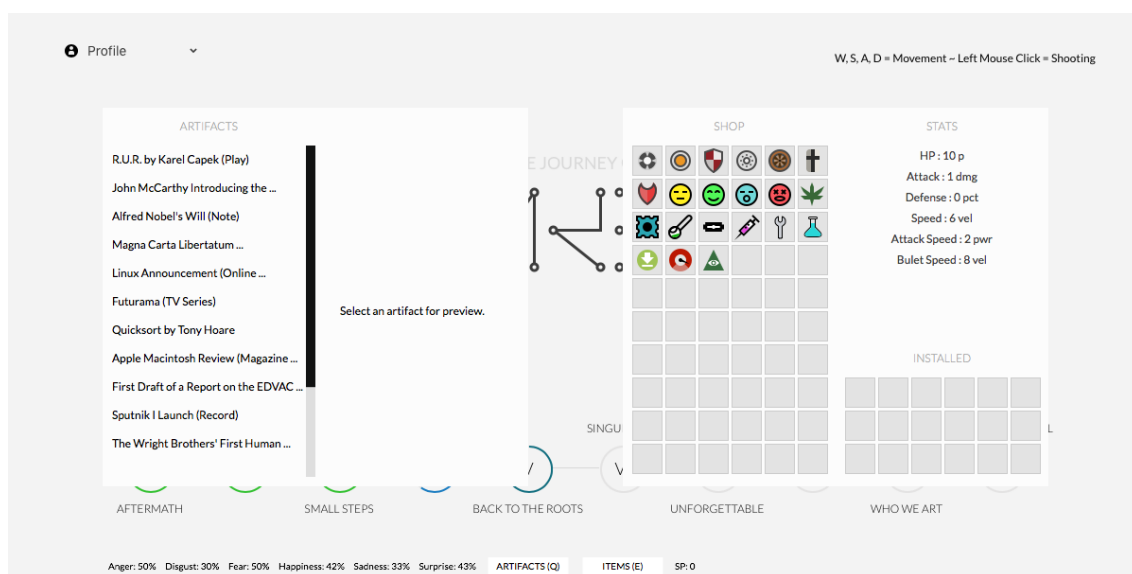 Profile
W, S, A, D = Movement ~ Left Mouse Click = Shooting
ARTIFACTS
R.U.R. by Karel Capek (Play)
John McCarthy Introducing the ...
Alfred Nobel's Will (Note)
Magna Carta Libertatum ...
Linux Announcement (Online ...
Futurama (TV Series)
Quicksort by Tony Hoare
Apple Macintosh Review (Magazine ...
First Draft of a Report on the EDVAC ...
Sputnik I Launch (Record)
The Wright Brothers' First Human ...
Select an artifact for preview.
E JOURNEY
SHOP
STATS
HP : 10 p
Attack : 1 dmg
Defense : 0 pct
Speed : 6 vel
Attack Speed : 2 pwr
Bulet Speed : 8 vel
INSTALLED
SINGU
L
V
AFTERMATH
SMALL STEPS
BACK TO THE ROOTS
UNFORGETTABLE
WHO WE ART
Anger: 50% Disgust: 30% Fear: 50% Happiness: 42% Sadness: 33% Surprise: 43% ARTIFACTS (Q) ITEMS (E) SP: 0